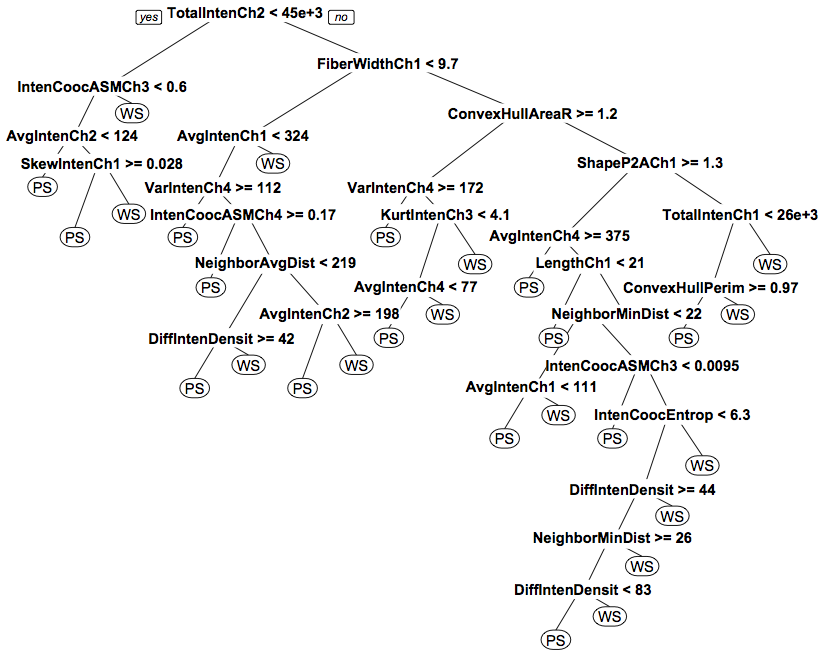 yes TotalIntenCh2 < 45e+3 no
FiberWidthCh1 < 9.7
IntenCoocASMCh3 < 0.6
WS
ConvexHullAreaR >= 1.2
AvgIntenCh2 < 124
AvgIntenCh1 < 324
SkewIntenCh1 >= 0.028
WS
ShapeP2ACh1 >= 1.3
PS
VarIntenCh4 >= 112
VarIntenCh4 >= 172
WS
IntenCoocASMCh4 >= 0.17
KurtIntenCh3 < 4.1
TotalIntenCh1 < 26e+3
PS
PS
PS
AvgIntenCh4 >= 375
NeighborAvgDist < 219
WS
LengthCh1 < 21
WS
PS
AvgIntenCh4 < 77
PS
ConvexHullPerim >= 0.97
AvgIntenCh2 >= 198
WS
NeighborMinDist < 22
WS
DiffIntenDensit >= 42
PS
PS
PS
WS
WS
IntenCoocASMCh3 < 0.0095
PS
PS
AvgIntenCh1 < 111
WS
IntenCoocEntrop < 6.3
PS
PS
WS
DiffIntenDensit >= 44
WS
NeighborMinDist >= 26
WS
DiffIntenDensit < 83
WS
PS